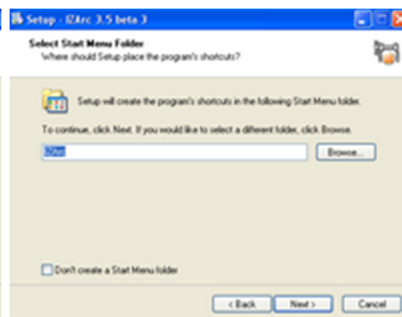 Setup - IZArc 3.5 beta 3
Select Start Menu Folder
Where should Setup place the program's shortcuts?
Setup will create the program's shortcuts in the following Start Menu folder.
To continue, click Next. If you would like to select a different folder, click Browse.
IZArc
Browse...
Don't create a Start Menu folder
< Back Next > Cancel